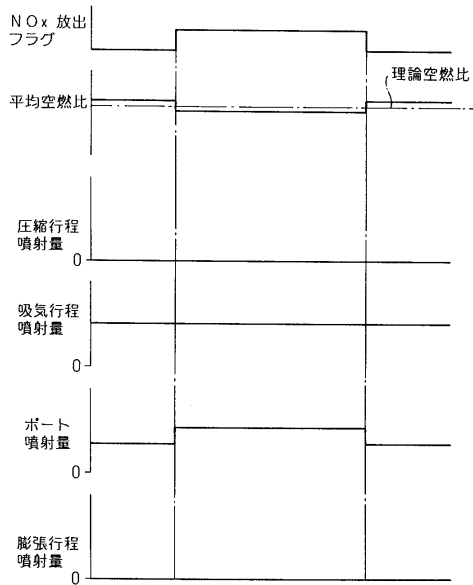 NOx 放出
フラグ
理論空燃比
平均空燃比
圧縮行程
噴射量
0
吸気行程
噴射量
0
ポート
噴射量
0
膨張行程
噴射量
0